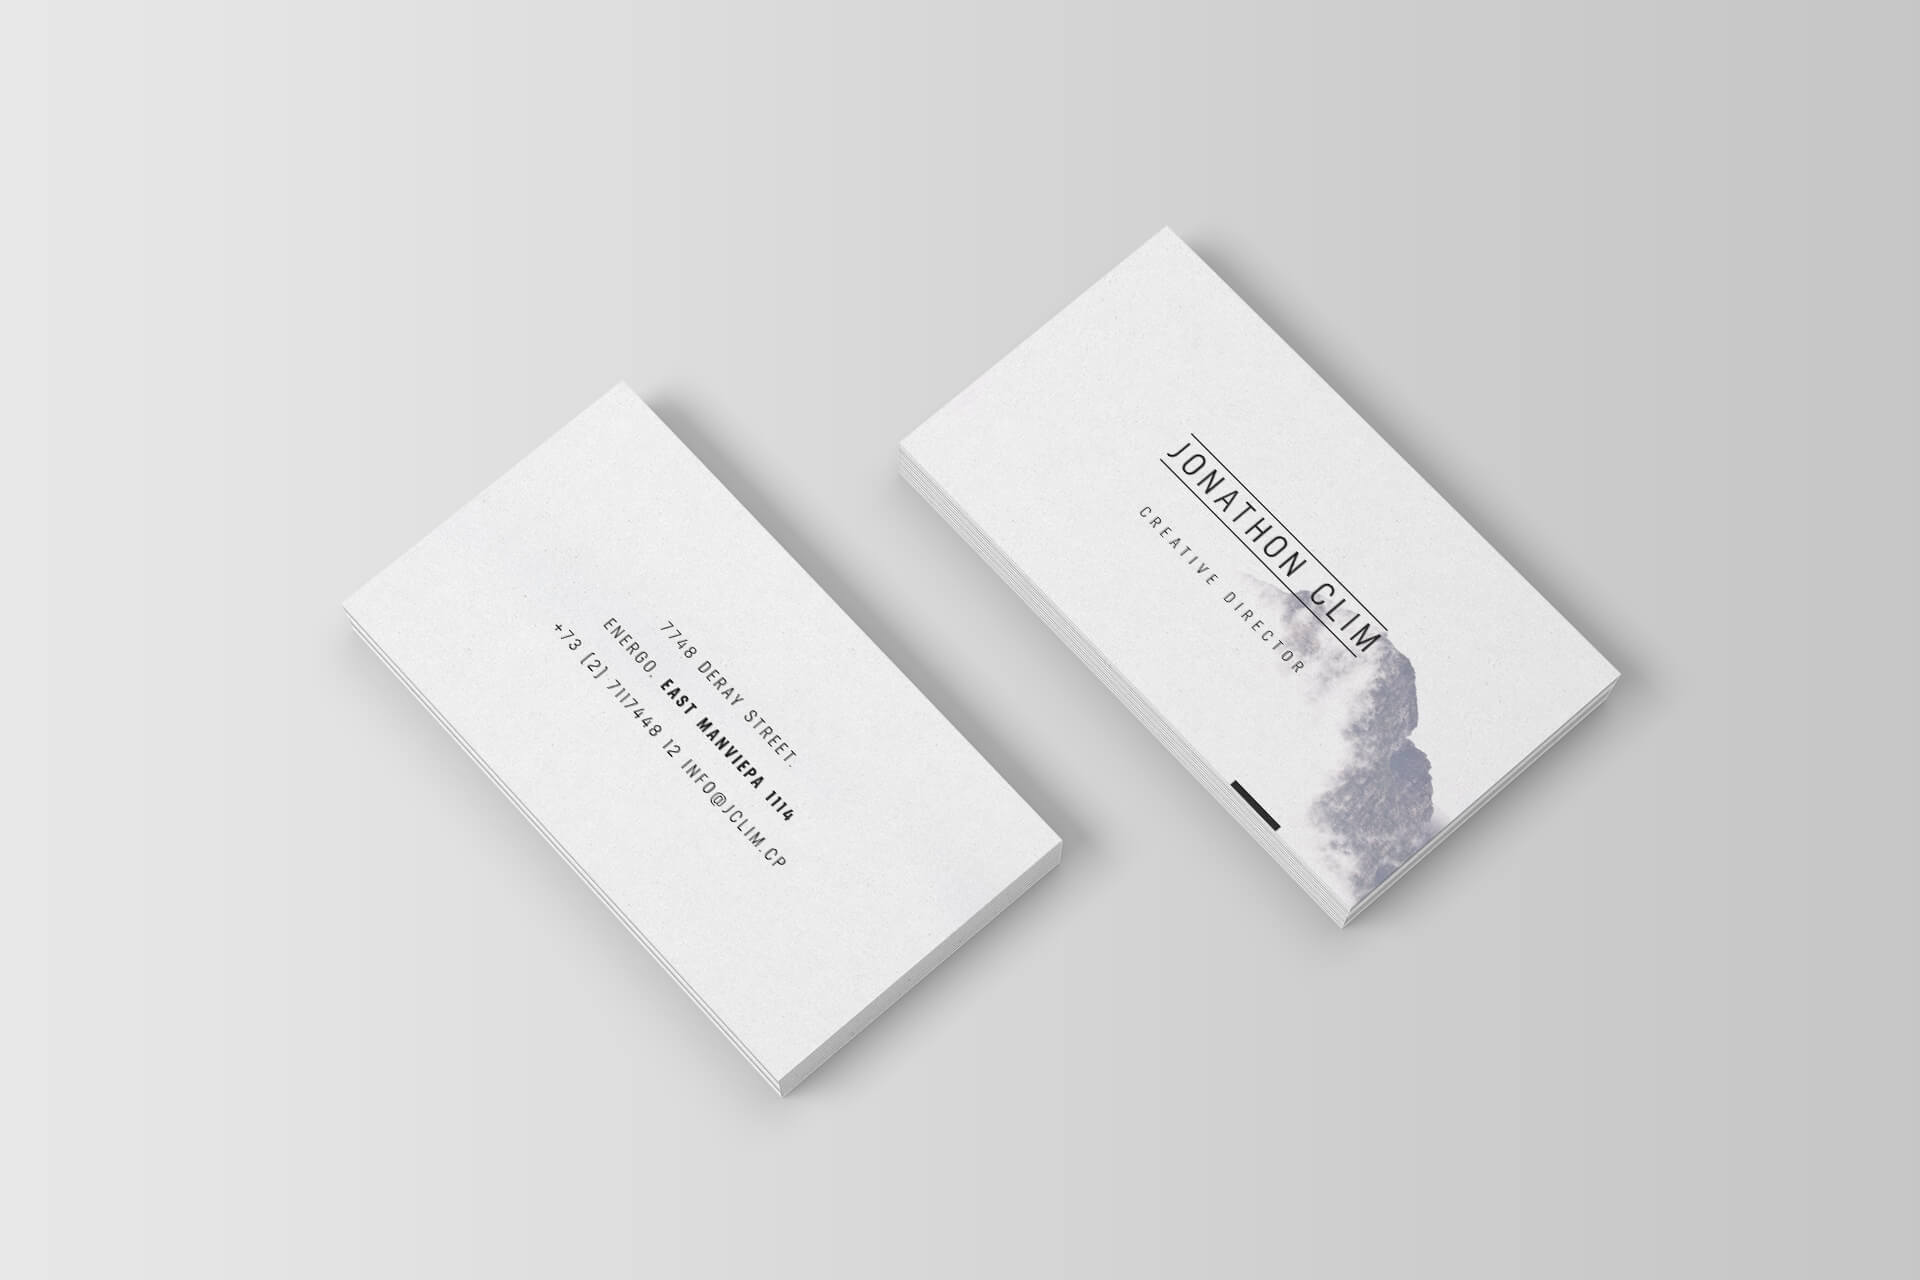 JONATHON CLIM
CREATIVE DIRECTOR
7748 DERAY STREET.
ENERGO. EAST MANVIEPA 1114
+73 (2) 7117448 12 INFO@JCLIM.CP